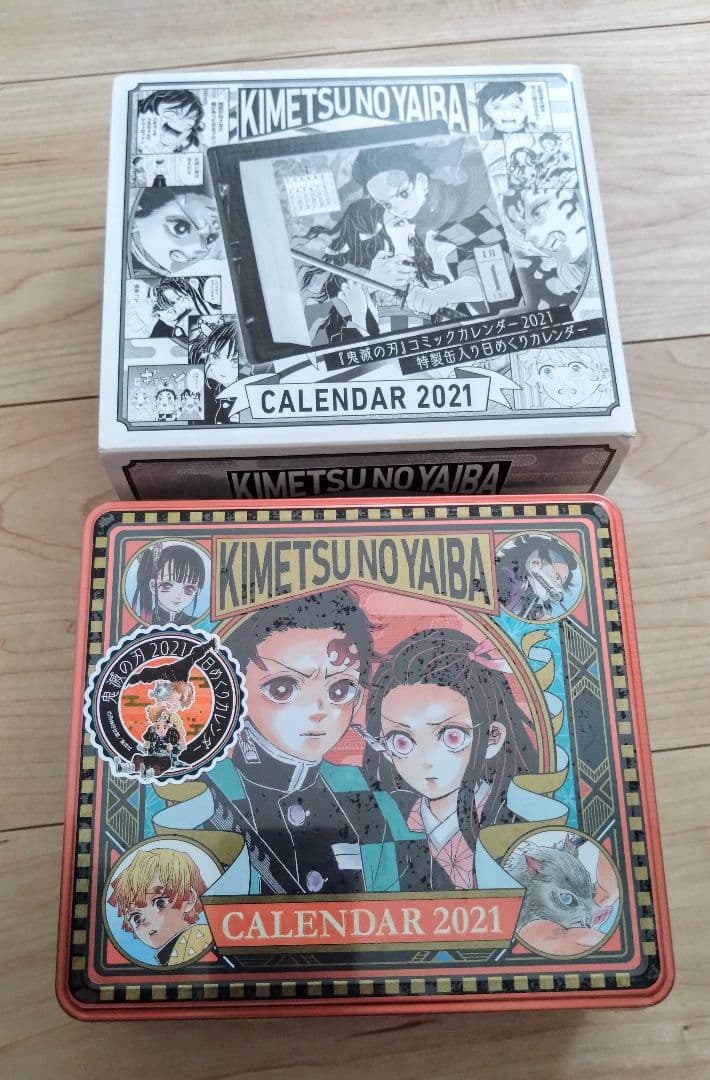 KIMETSU NO YAIBA
1月
1
『鬼滅の刃』コミックカレンダー2021
特製缶入り日めくりカレンダー
CALENDAR 2021
KIMETSU NO YAIBA
KIMETSU NO YAIBA
鬼滅の刃 2021 日めくりカレンダー
CALENDAR 2021